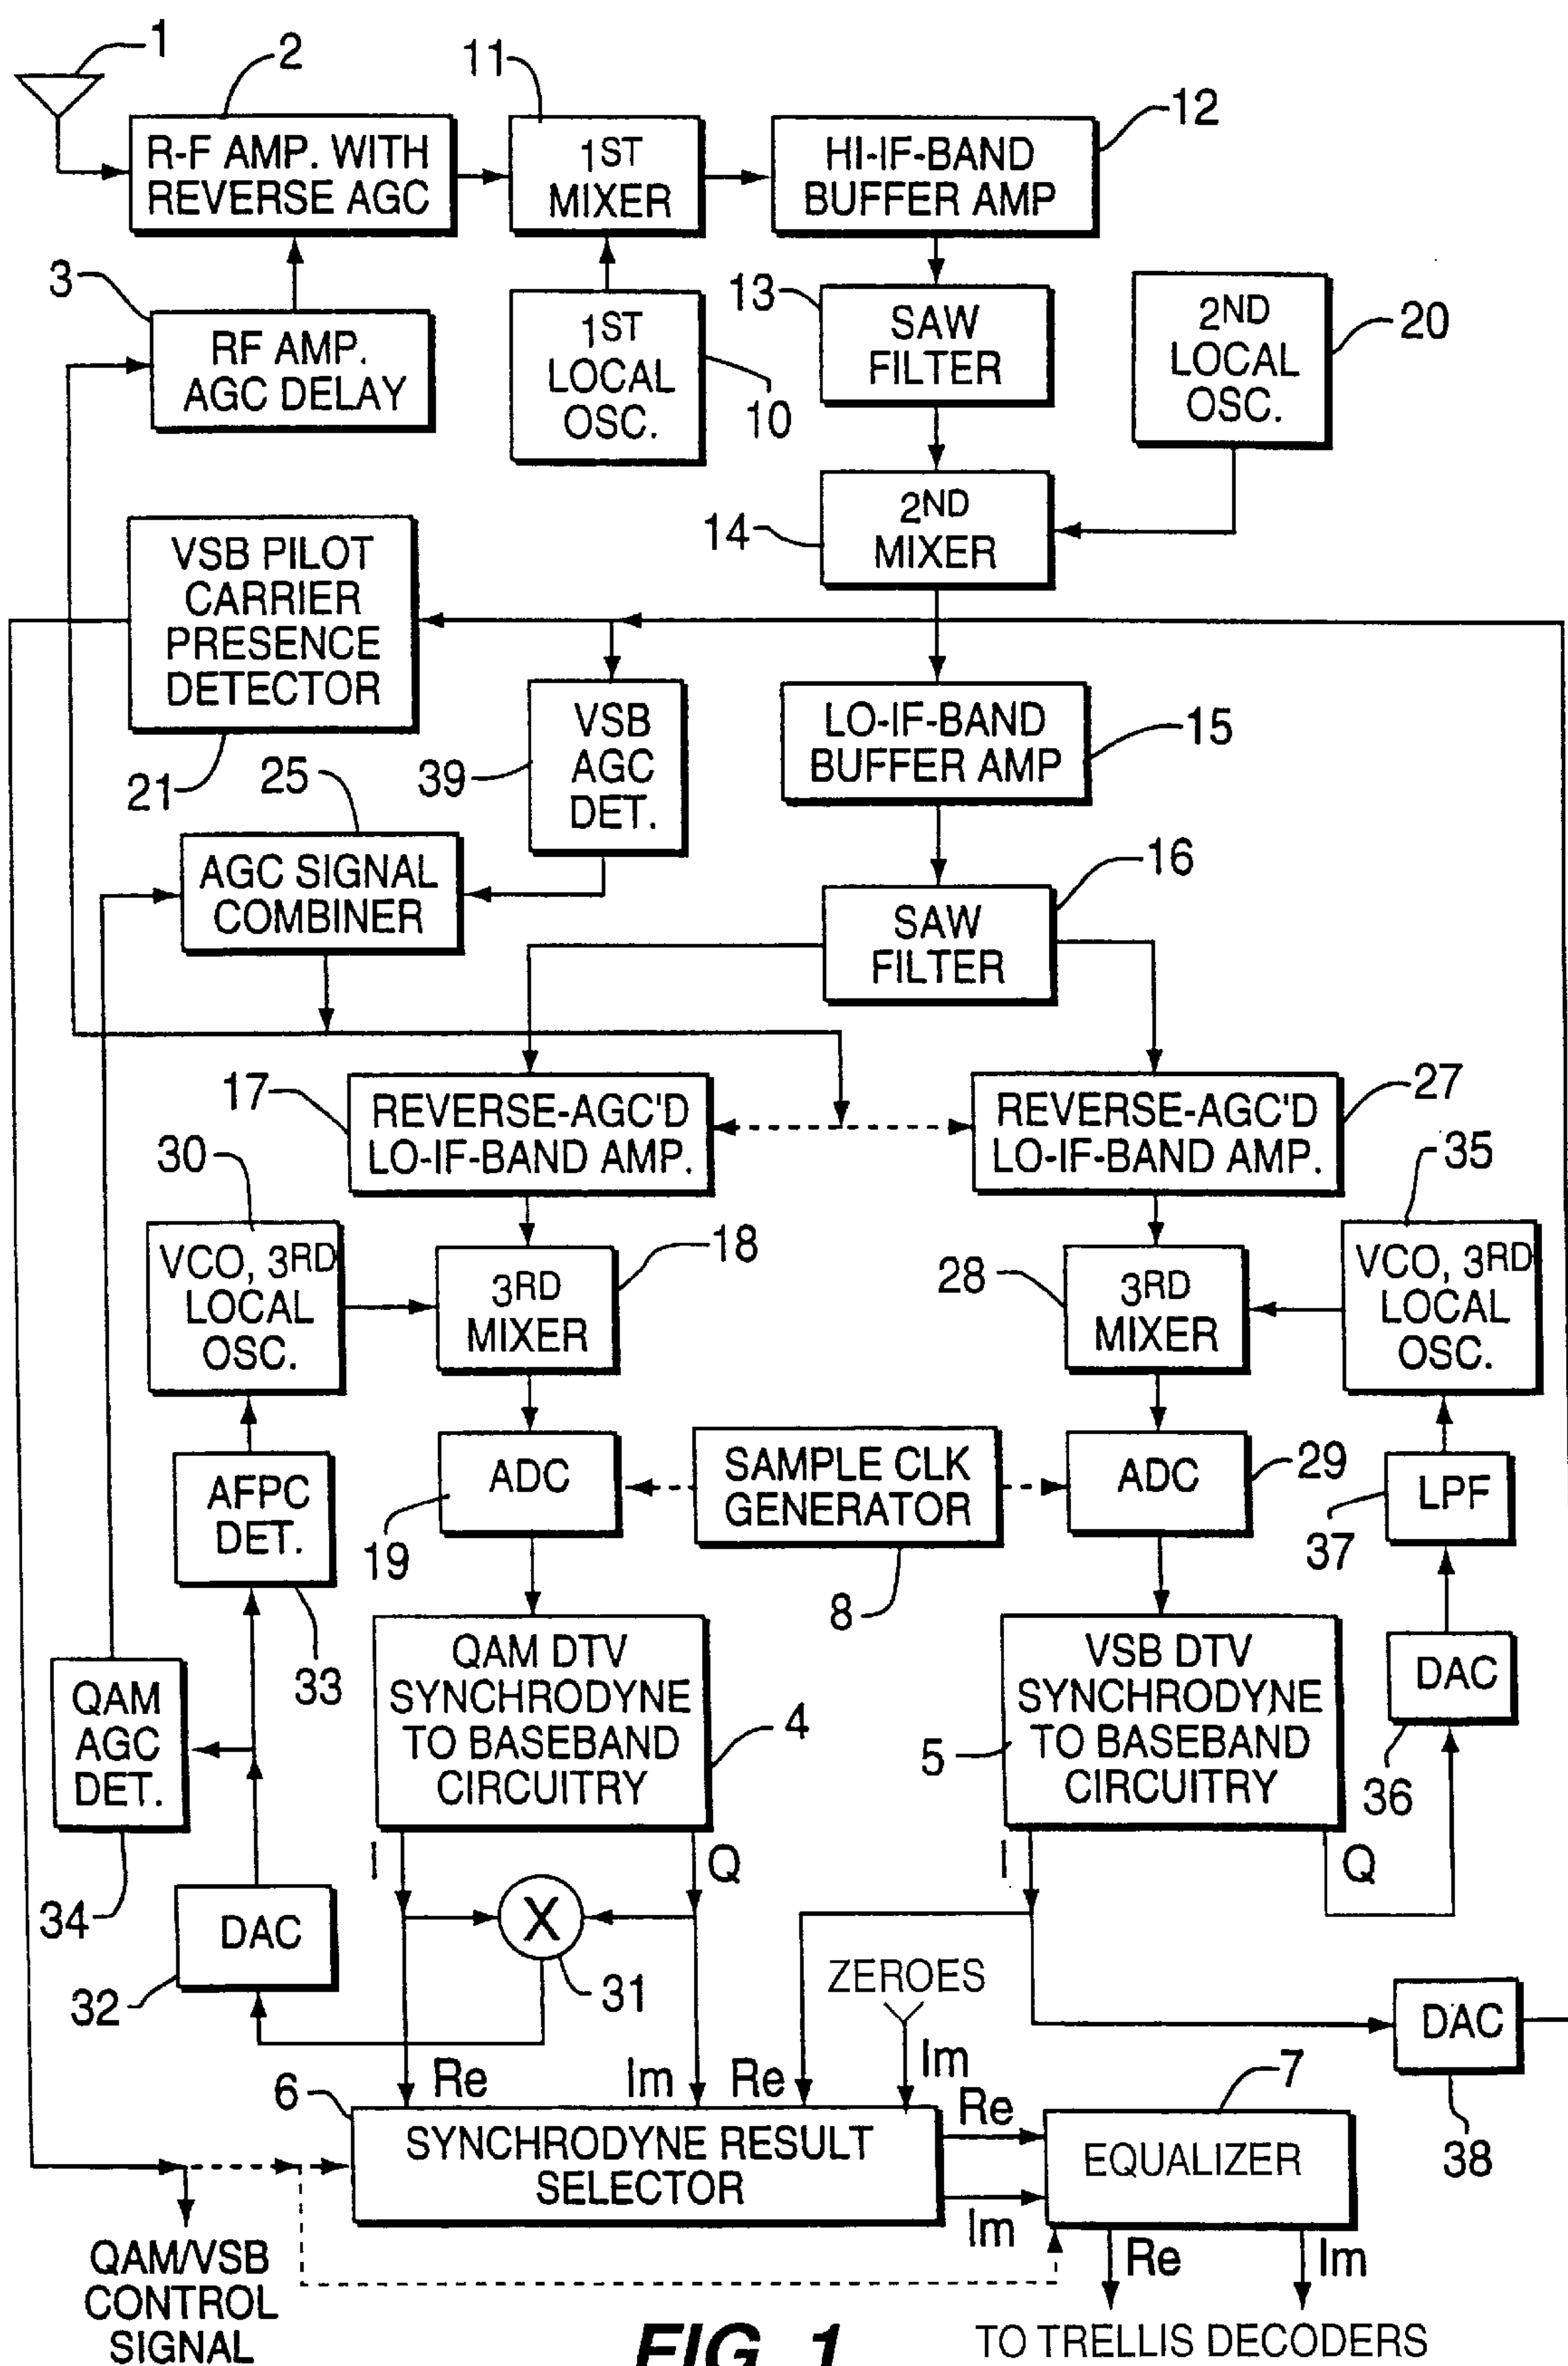 1
2
11
12
R-F AMP. WITH
REVERSE AGC
1ST
MIXER
HI-IF-BAND
BUFFER AMP
3
RF AMP.
AGC DELAY
1ST
LOCAL
OSC.
10
13
SAW
FILTER
2ND
LOCAL
OSC.
20
14
2ND
MIXER
VSB PILOT
CARRIER
PRESENCE
DETECTOR
21
25
39
VSB
AGC
DET.
LO-IF-BAND
BUFFER AMP
15
AGC SIGNAL
COMBINER
16
SAW
FILTER
17
REVERSE-AGC'D
LO-IF-BAND AMP.
27
REVERSE-AGC'D
LO-IF-BAND AMP.
30
VCO, 3RD
LOCAL
OSC.
18
3RD
MIXER
28
3RD
MIXER
35
VCO, 3RD
LOCAL
OSC.
AFPC
DET.
33
19
ADC
SAMPLE CLK
GENERATOR
8
ADC
29
LPF
37
QAM
AGC
DET.
34
QAM DTV
SYNCHRODYNE
TO BASEBAND
CIRCUITRY
4
5
VSB DTV
SYNCHRODYNE
TO BASEBAND
CIRCUITRY
DAC
36
I
Q
I
Q
DAC
32
X
31
ZEROES
DAC
38
6
Re
Im
Re
Im
SYNCHRODYNE RESULT
SELECTOR
Re
Im
7
EQUALIZER
Re
Im
QAM/VSB
CONTROL
SIGNAL
TO TRELLIS DECODERS
FIG. 1